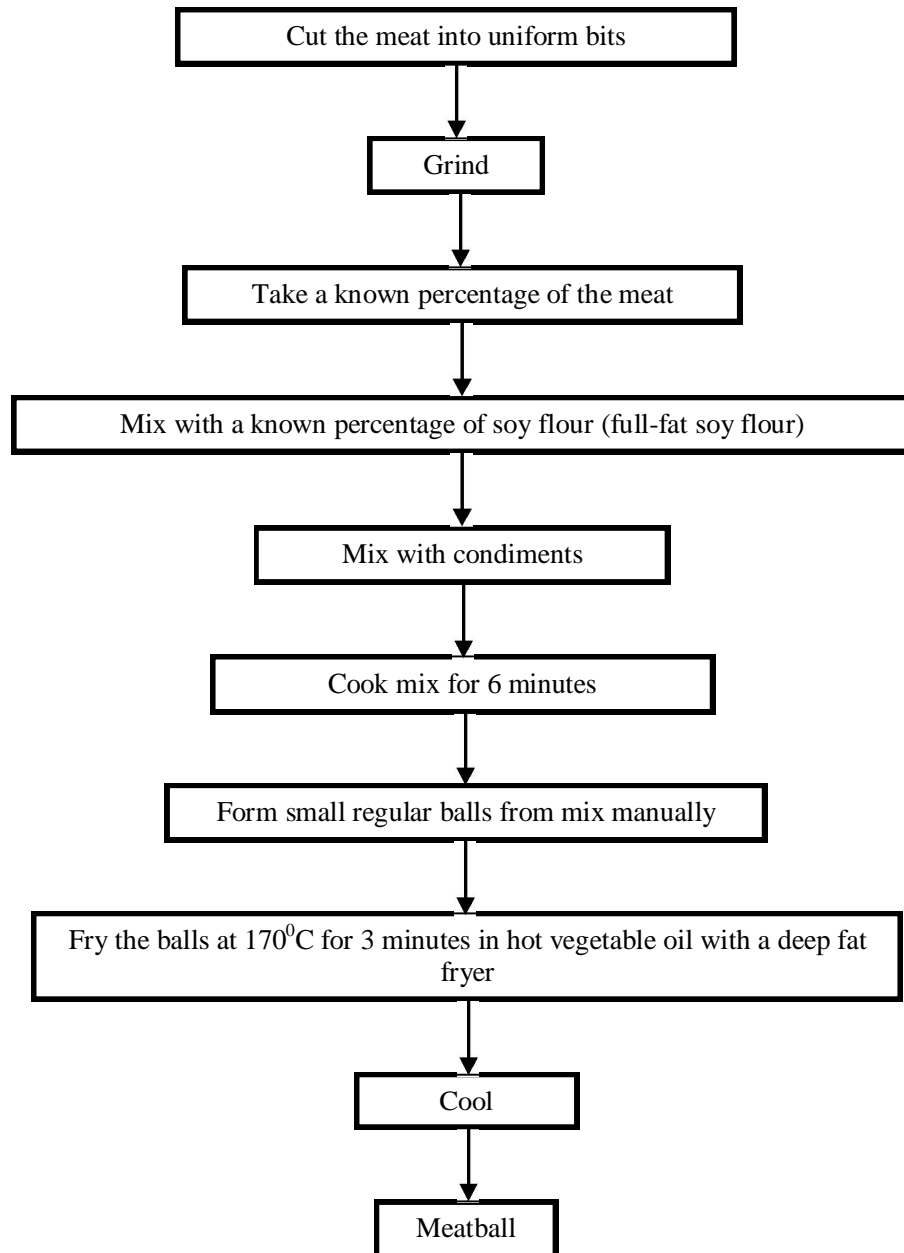 Cut the meat into uniform bits
Grind
Take a known percentage of the meat
Mix with a known percentage of soy flour (full-fat soy flour)
Mix with condiments
Cook mix for 6 minutes
Form small regular balls from mix manually
Fry the balls at 170⁰C for 3 minutes in hot vegetable oil with a deep fat
fryer
Cool
Meatball